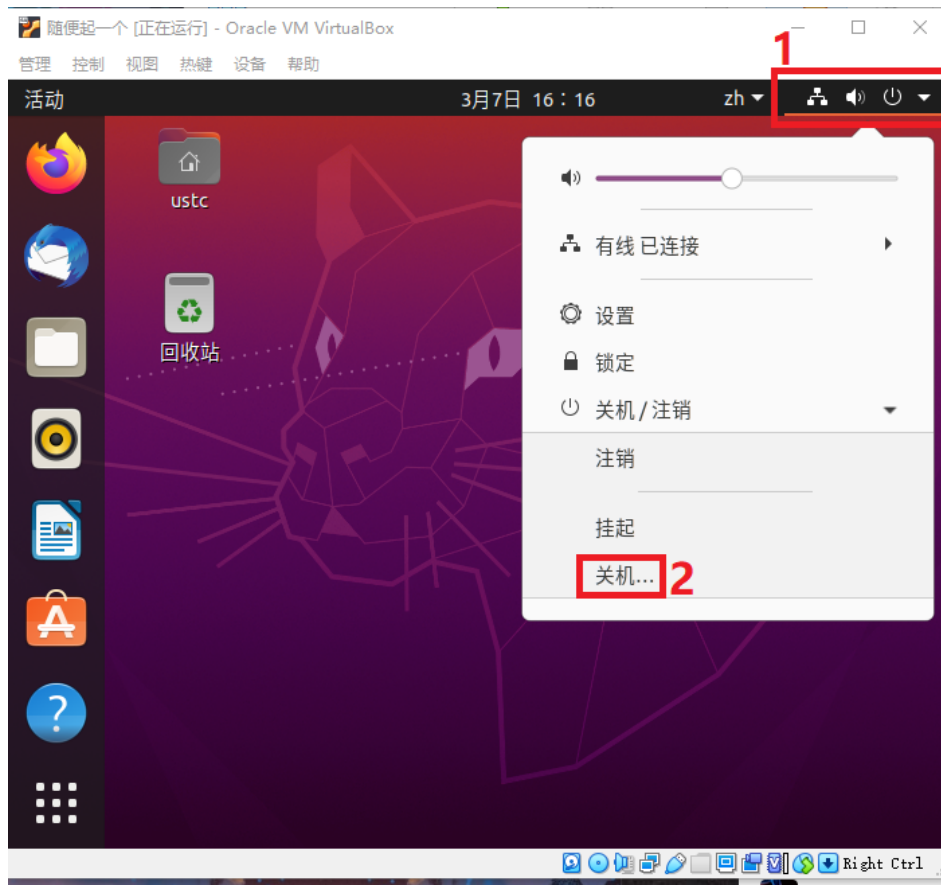 随便起一个 [正在运行] - Oracle VM VirtualBox
管理 控制 视图 热键 设备 帮助
1
活动 3月7日 16：16 zh
ustc
回收站
有线 已连接
设置
锁定
关机 / 注销
注销
挂起
关机... 2
Right Ctrl